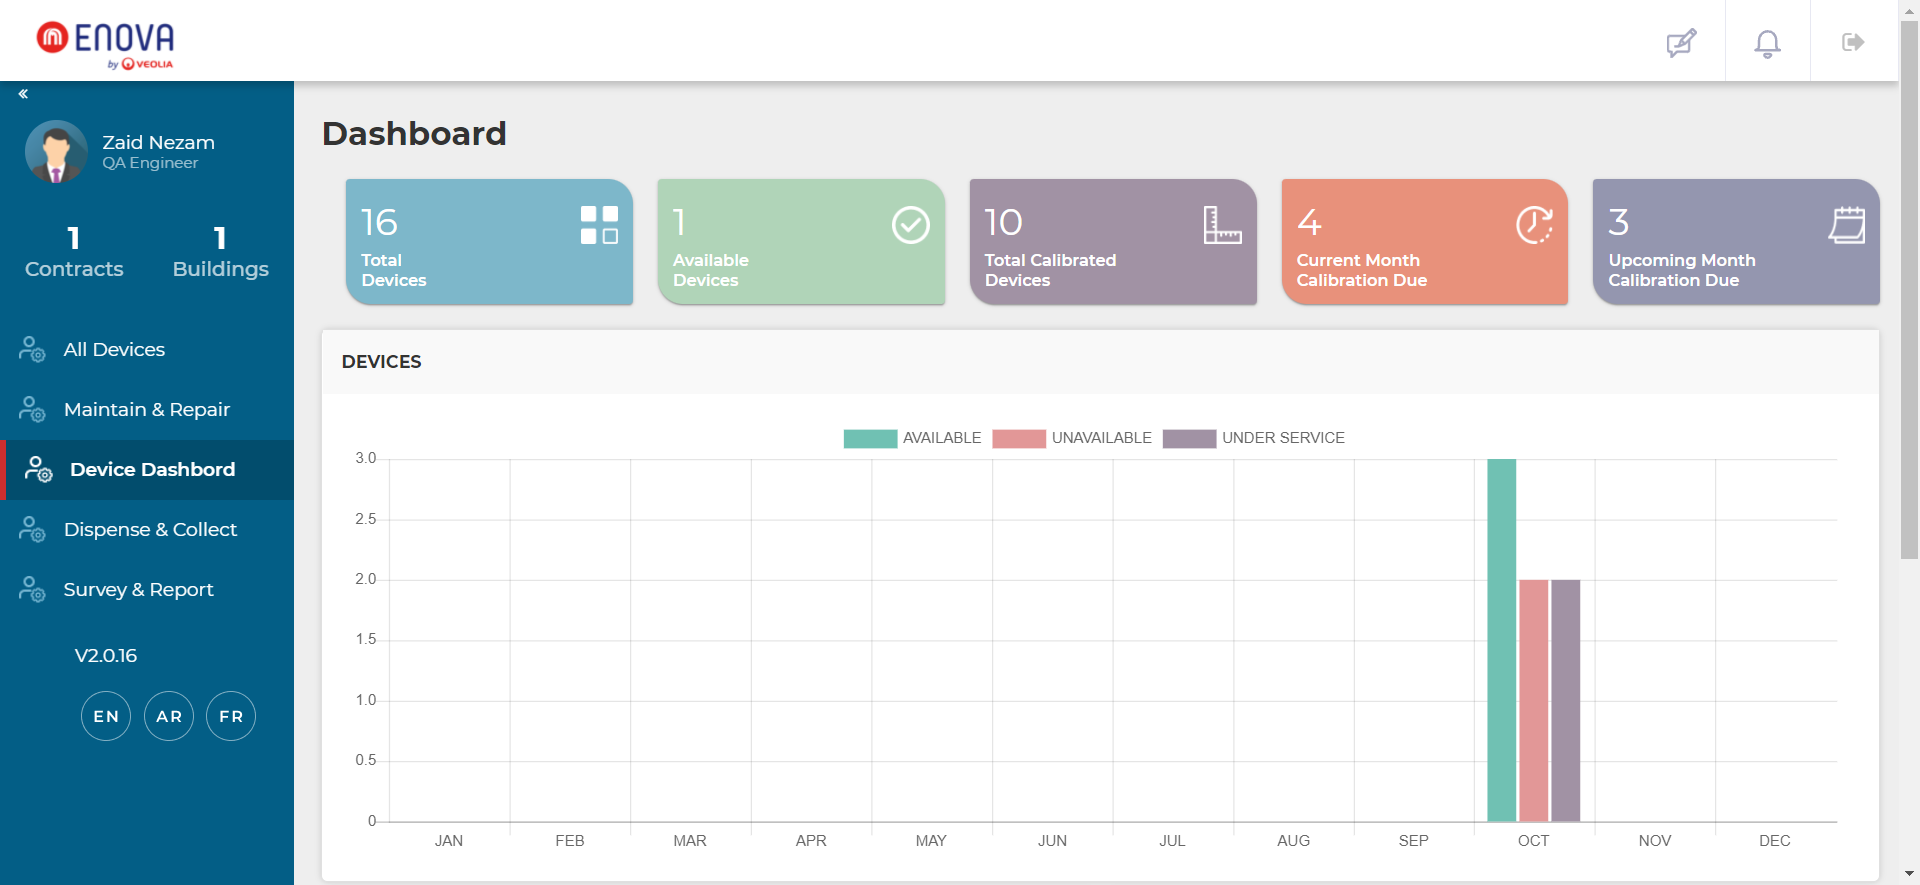 ENOVA
by VEOLIA
«
Zaid Nezam
QA Engineer
1
Contracts
1
Buildings
All Devices
Maintain & Repair
Device Dashbord
Dispense & Collect
Survey & Report
V2.0.16
EN AR FR
Dashboard
16
Total
Devices
1
Available
Devices
10
Total Calibrated
Devices
4
Current Month
Calibration Due
3
Upcoming Month
Calibration Due
DEVICES
AVAILABLE UNAVAILABLE UNDER SERVICE
3.0
2.5
2.0
1.5
1.0
0.5
0
JAN FEB MAR APR MAY JUN JUL AUG SEP OCT NOV DEC